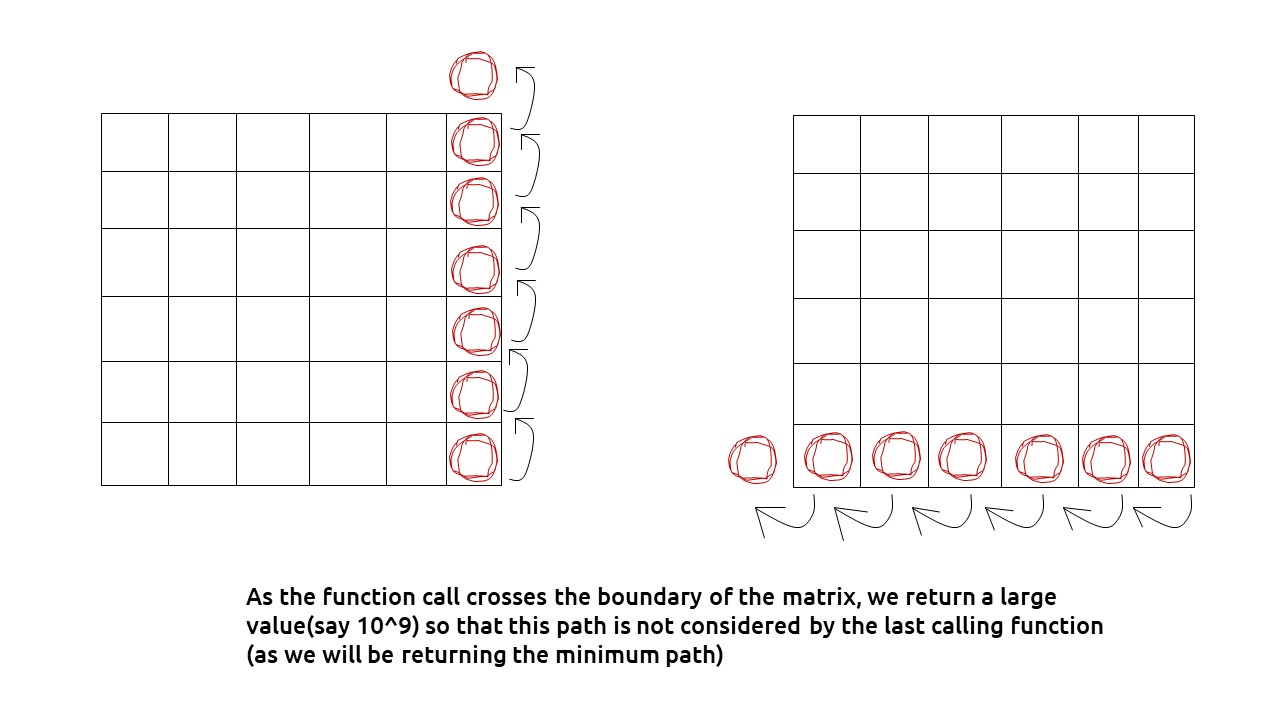 As the function call crosses the boundary of the matrix, we return a large
value(say 10^9) so that this path is not considered by the last calling function
(as we will be returning the minimum path)